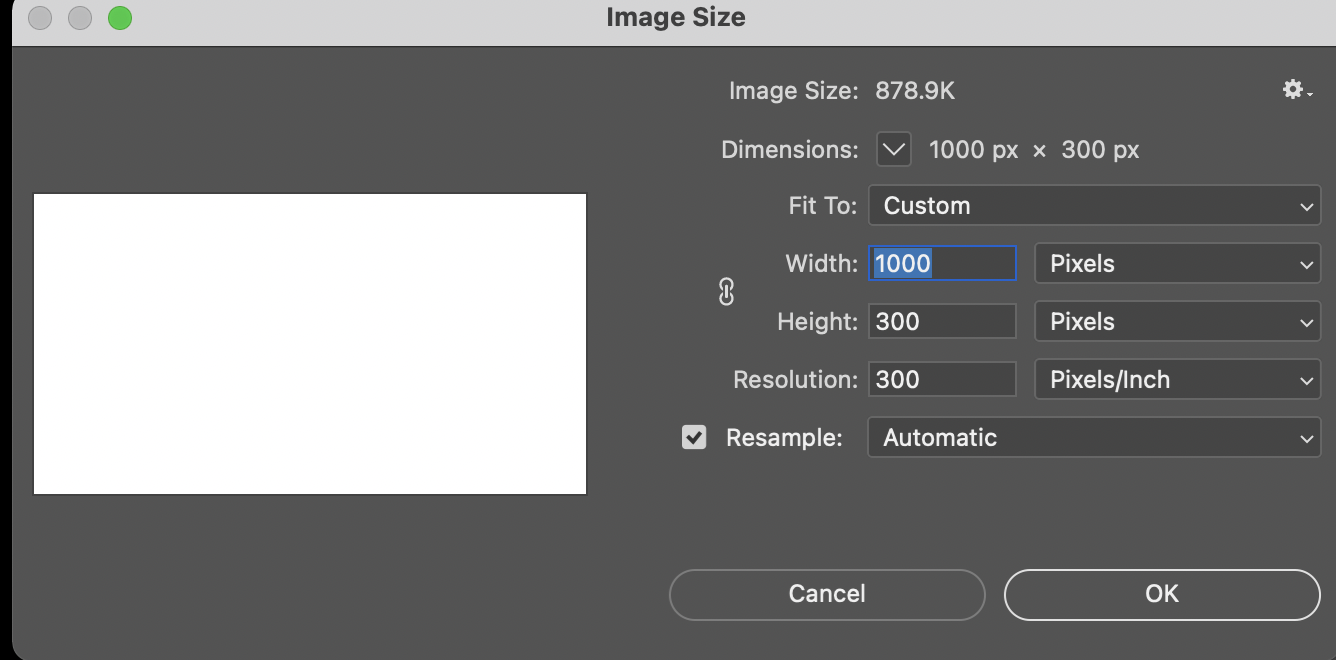 Image Size
Image Size: 878.9K
Dimensions: 1000 px × 300 px
Fit To: Custom
Width: 1000 Pixels
Height: 300 Pixels
Resolution: 300 Pixels/Inch
Resample: Automatic
Cancel OK